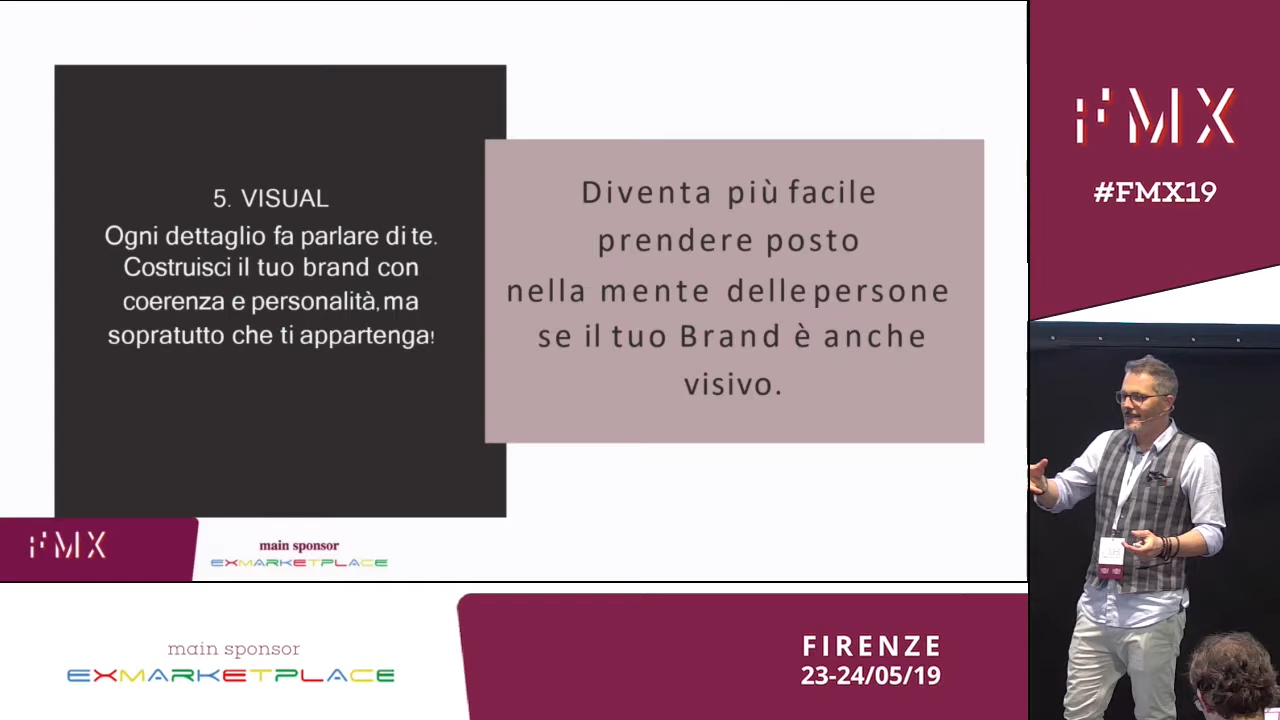 5. VISUAL
Ogni dettaglio fa parlare di te.
Costruisci il tuo brand con
coerenza e personalità, ma
sopratutto che ti appartenga!
Diventa più facile
prendere posto
nella mente delle persone
se il tuo Brand è anche
visivo.
FMX
main sponsor
EXMARKETPLACE
main sponsor
EXMARKETPLACE
FIRENZE
23-24/05/19
FMX
#FMX19